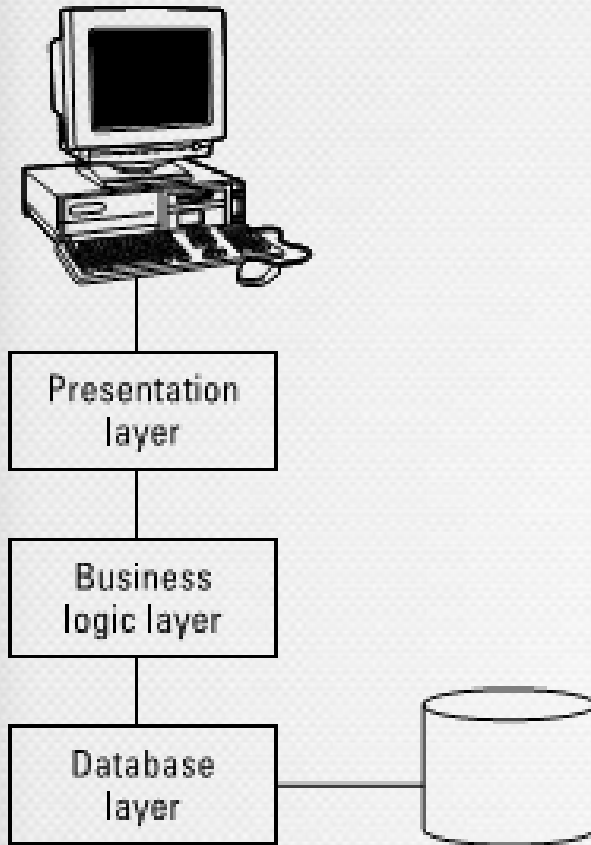 Presentation
layer
Business
logic layer
Database
layer